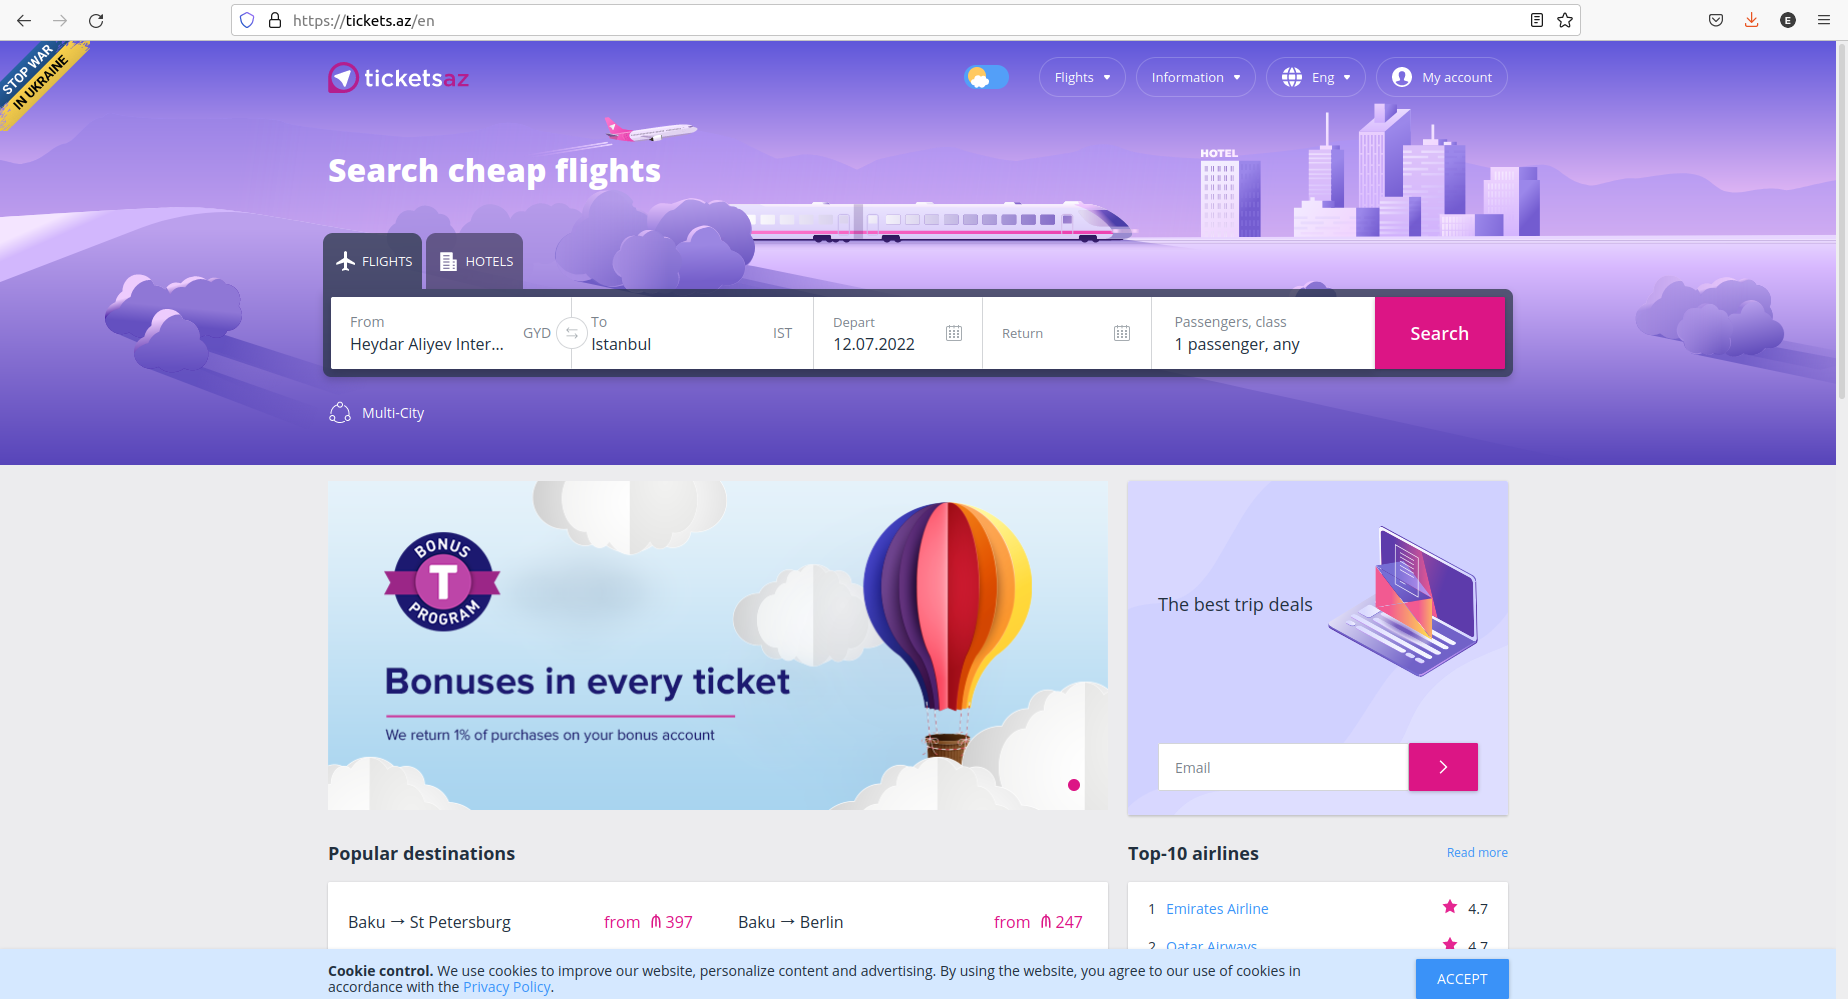 https://tickets.az/en
E
STOP WAR
IN UKRAINE
ticketsaz
Flights
Information
Eng
My account
Search cheap flights
HOTEL
FLIGHTS
HOTELS
From
Heydar Aliyev Inter...
GYD
To
Istanbul
IST
Depart
12.07.2022
Return
Passengers, class
1 passenger, any
Search
Multi-City
BONUS
T
PROGRAM
Bonuses in every ticket
We return 1% of purchases on your bonus account
The best trip deals
Email
Popular destinations
Baku → St Petersburg
from ₼ 397
Baku → Berlin
from ₼ 247
Top-10 airlines
Read more
1 Emirates Airline
4.7
2 Qatar Airways
4.7
Cookie control. We use cookies to improve our website, personalize content and advertising. By using the website, you agree to our use of cookies in
accordance with the Privacy Policy.
ACCEPT